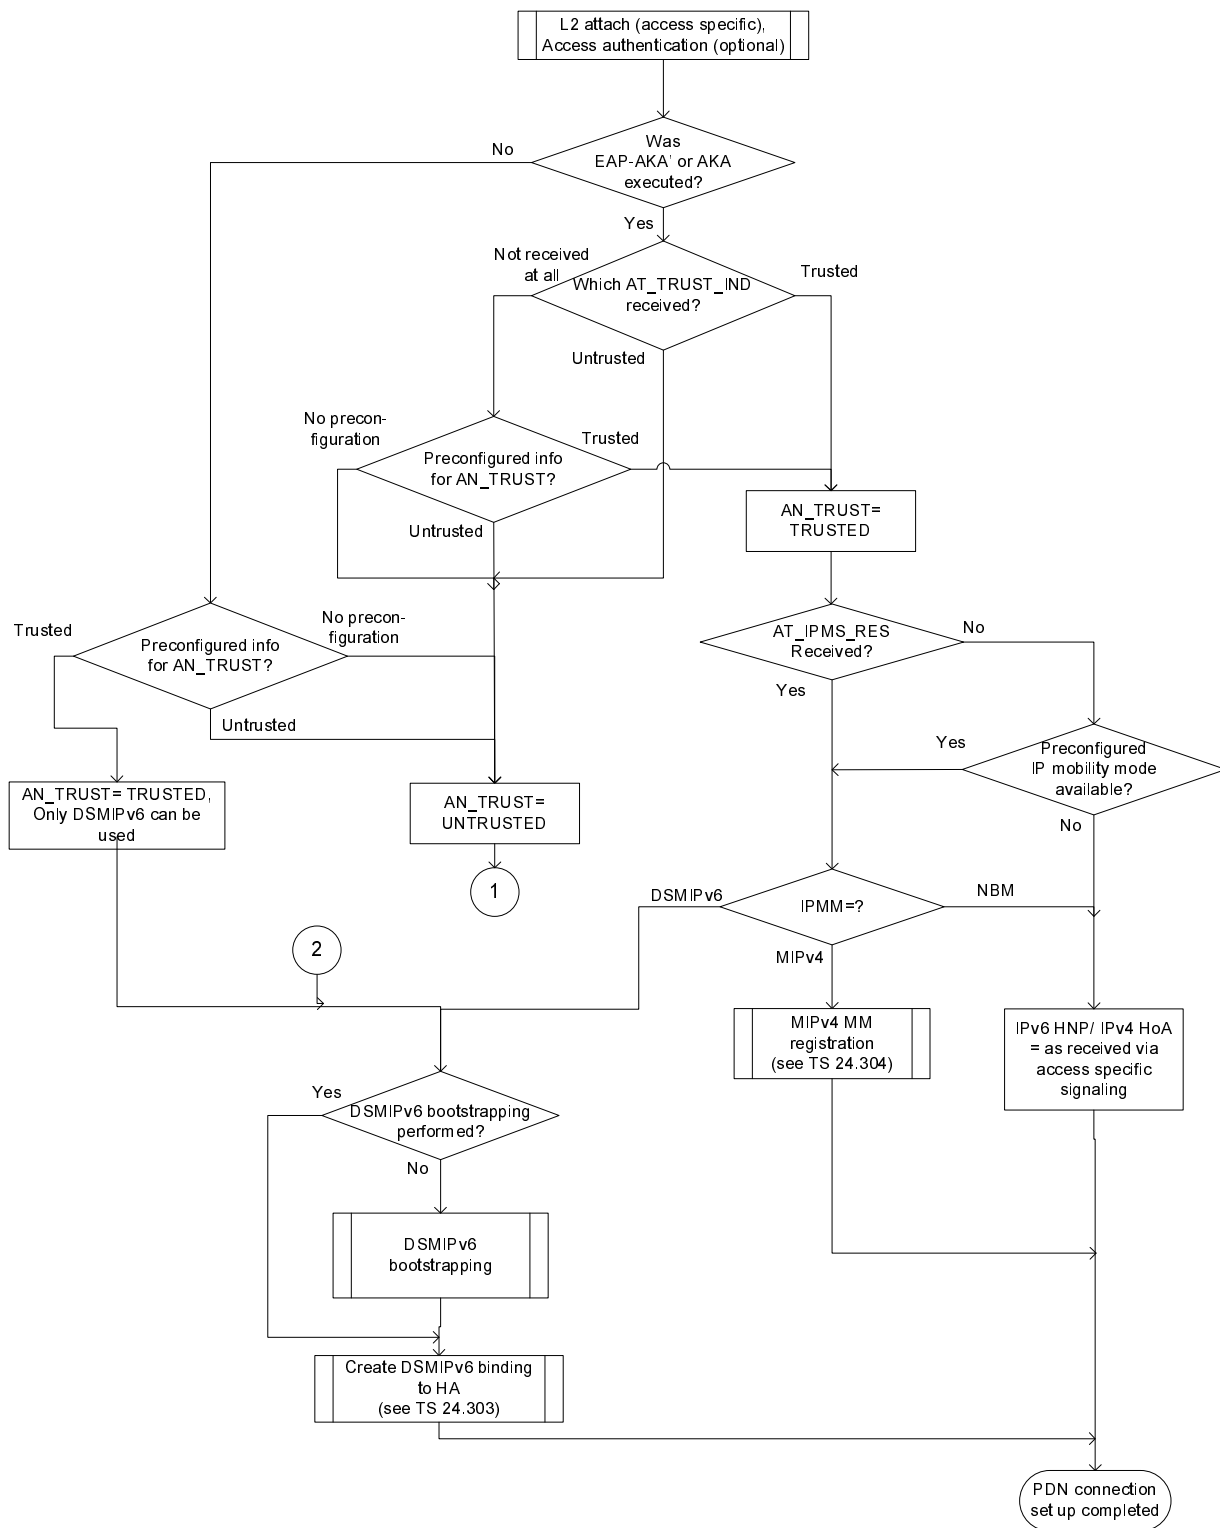 L2 attach (access specific),
Access authentication (optional)
Was
EAP-AKA' or AKA
executed?
No
Yes
Not received
at all
Which AT_TRUST_IND
received?
Trusted
Untrusted
No precon-
figuration
Preconfigured info
for AN_TRUST?
Trusted
Untrusted
AN_TRUST=
TRUSTED
Trusted
Preconfigured info
for AN_TRUST?
No precon-
figuration
Untrusted
AT_IPMS_RES
Received?
No
Yes
Preconfigured
IP mobility mode
available?
Yes
No
AN_TRUST= TRUSTED,
Only DSMIPv6 can be
used
AN_TRUST=
UNTRUSTED
1
2
DSMIPv6
IPMM=?
NBM
MIPv4
MIPv4 MM
registration
(see TS 24.304)
IPv6 HNP/ IPv4 HoA
= as received via
access specific
signaling
Yes
DSMIPv6 bootstrapping
performed?
No
DSMIPv6
bootstrapping
Create DSMIPv6 binding
to HA
(see TS 24.303)
PDN connection
set up completed